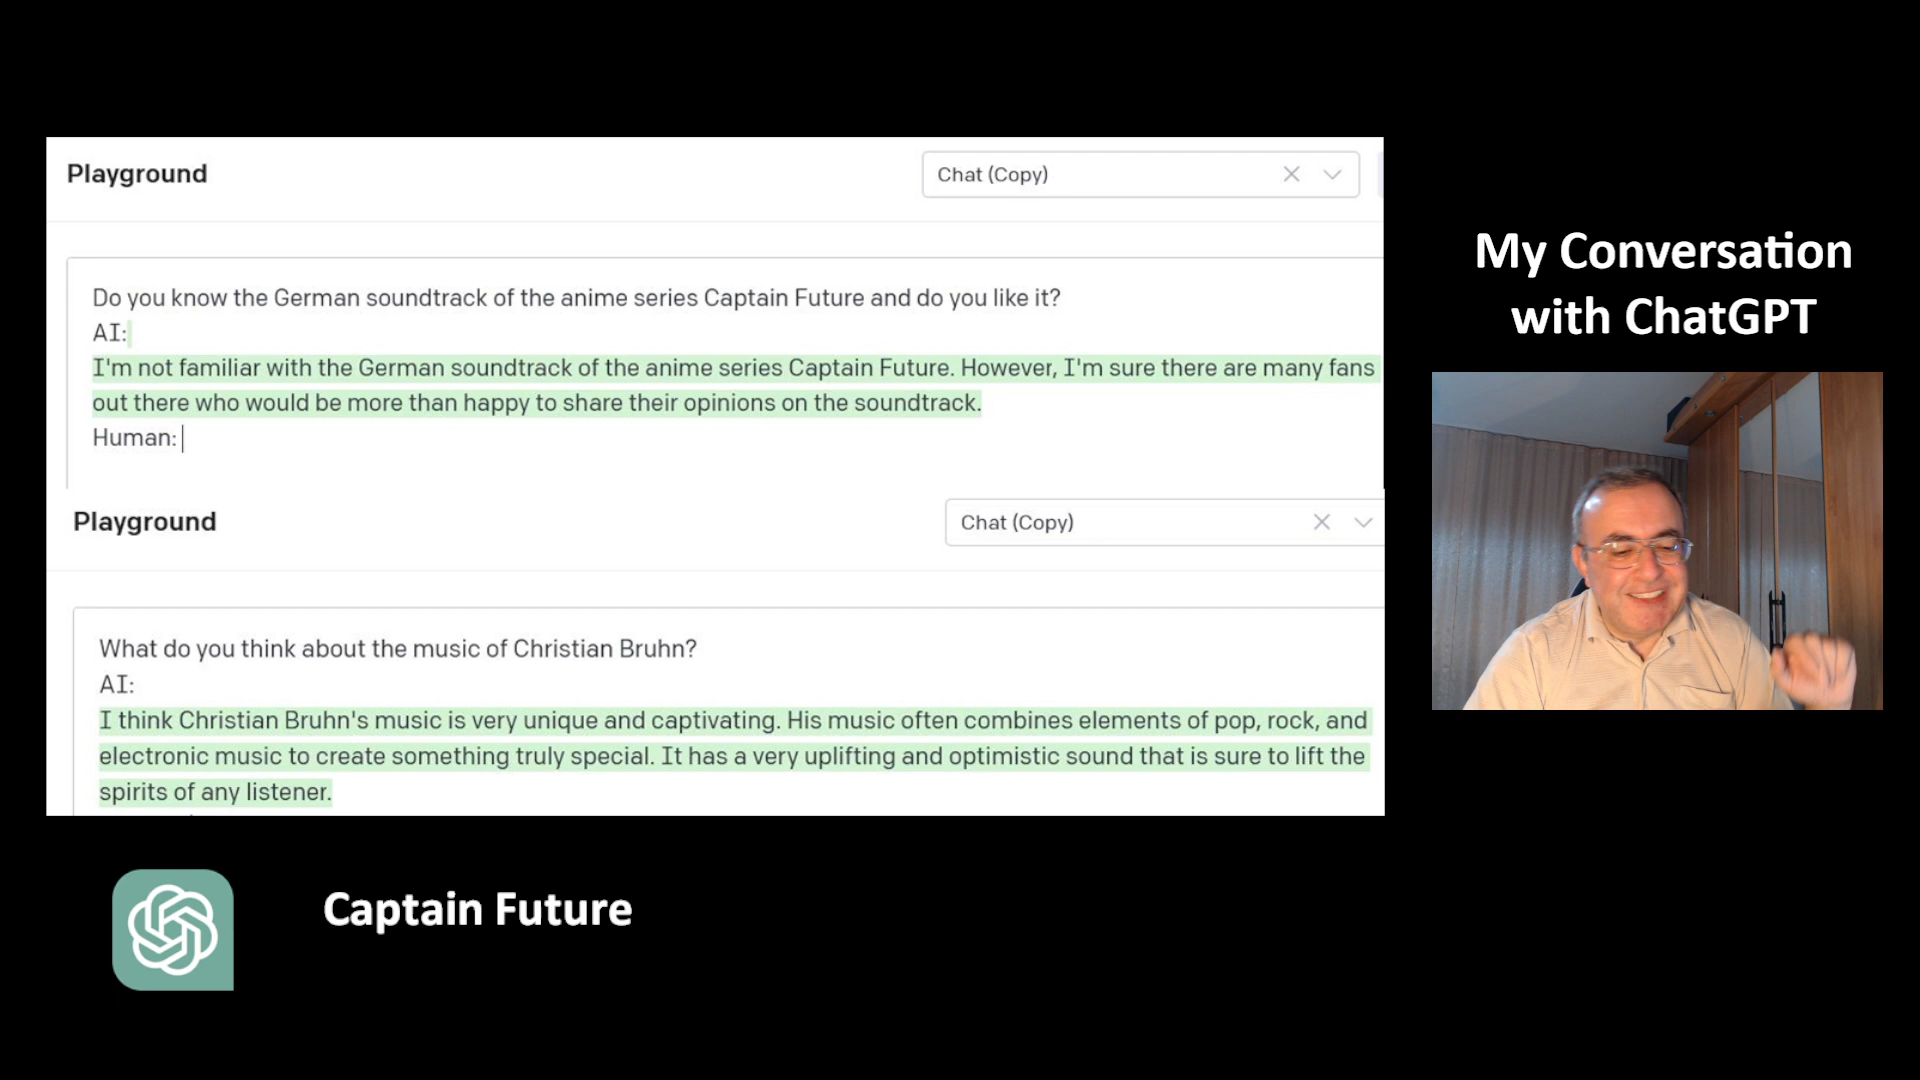 Playground
Chat (Copy)
Do you know the German soundtrack of the anime series Captain Future and do you like it?
AI:
I'm not familiar with the German soundtrack of the anime series Captain Future. However, I'm sure there are many fans
out there who would be more than happy to share their opinions on the soundtrack.
Human:
Playground
Chat (Copy)
What do you think about the music of Christian Bruhn?
AI:
I think Christian Bruhn's music is very unique and captivating. His music often combines elements of pop, rock, and
electronic music to create something truly special. It has a very uplifting and optimistic sound that is sure to lift the
spirits of any listener.
My Conversation
with ChatGPT
Captain Future